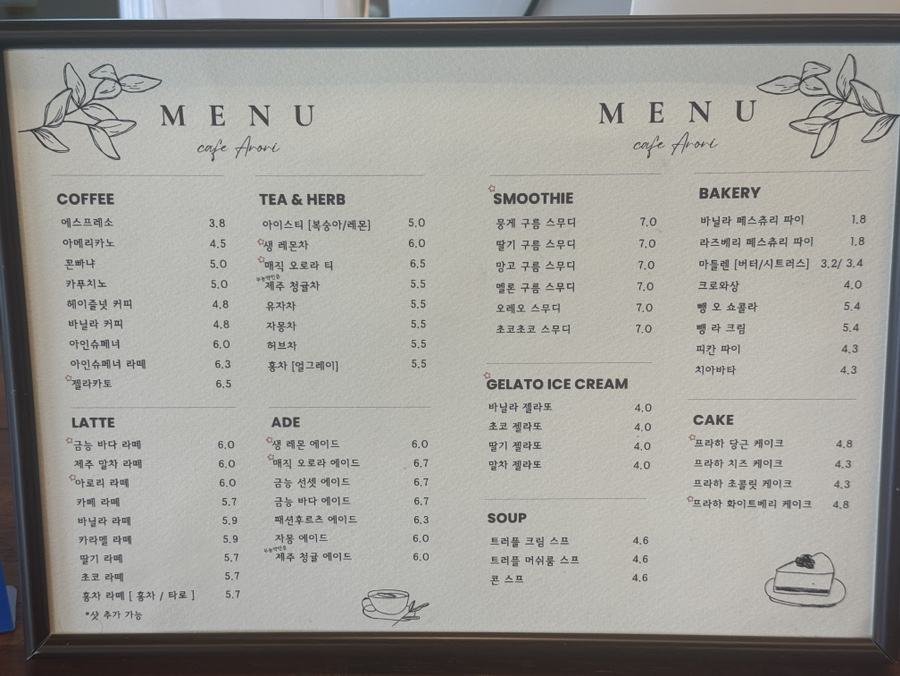 MENU
cafe Arori
COFFEE
에스프레소 3.8
아메리카노 4.5
꼰빠냐 5.0
카푸치노 5.0
헤이즐넛 커피 4.8
바닐라 커피 4.8
아인슈페너 6.0
아인슈페너 라떼 6.3
젤라카토 6.5
LATTE
금능 바다 라떼 6.0
제주 말차 라떼 6.0
아로리 라떼 6.0
카페 라떼 5.7
바닐라 라떼 5.9
카라멜 라떼 5.9
딸기 라떼 5.7
초코 라떼 5.7
홍차 라떼 [ 홍차 / 타로 ] 5.7
*샷 추가 가능
TEA & HERB
아이스티 [복숭아/레몬] 5.0
생 레몬차 6.0
매직 오로라 티 6.5
제주 청귤차 5.5
유자차 5.5
자몽차 5.5
허브차 5.5
홍차 [얼그레이] 5.5
ADE
생 레몬 에이드 6.0
매직 오로라 에이드 6.7
금능 선셋 에이드 6.7
금능 바다 에이드 6.7
패션후르츠 에이드 6.3
자몽 에이드 6.0
제주 청귤 에이드 6.0
MENU
cafe Arori
SMOOTHIE
뭉게 구름 스무디 7.0
딸기 구름 스무디 7.0
망고 구름 스무디 7.0
멜론 구름 스무디 7.0
오레오 스무디 7.0
초코초코 스무디 7.0
GELATO ICE CREAM
바닐라 젤라또 4.0
초코 젤라또 4.0
딸기 젤라또 4.0
말차 젤라또 4.0
SOUP
트러플 크림 스프 4.6
트러플 머쉬룸 스프 4.6
콘 스프 4.6
BAKERY
바닐라 페스츄리 파이 1.8
라즈베리 페스츄리 파이 1.8
마들렌 [버터/시트러스] 3.2/ 3.4
크로와상 4.0
뺑 오 쇼콜라 5.4
뺑 라 크림 5.4
피칸 파이 4.3
치아바타 4.3
CAKE
프라하 당근 케이크 4.8
프라하 치즈 케이크 4.3
프라하 초콜릿 케이크 4.3
프라하 화이트베리 케이크 4.8